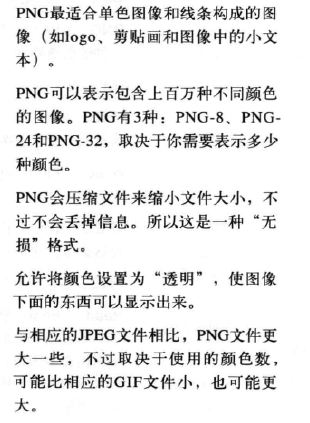 PNG最适合单色图像和线条构成的图
像（如logo、剪贴画和图像中的小文
本）。
PNG可以表示包含上百万种不同颜色
的图像。PNG有3种：PNG-8、PNG-
24和PNG-32，取决于你需要表示多少
种颜色。
PNG会压缩文件来缩小文件大小，不
过不会丢掉信息。所以这是一种“无
损”格式。
允许将颜色设置为“透明”，使图像
下面的东西可以显示出来。
与相应的JPEG文件相比，PNG文件更
大一些，不过取决于使用的颜色数，
可能比相应的GIF文件小，也可能更
大。